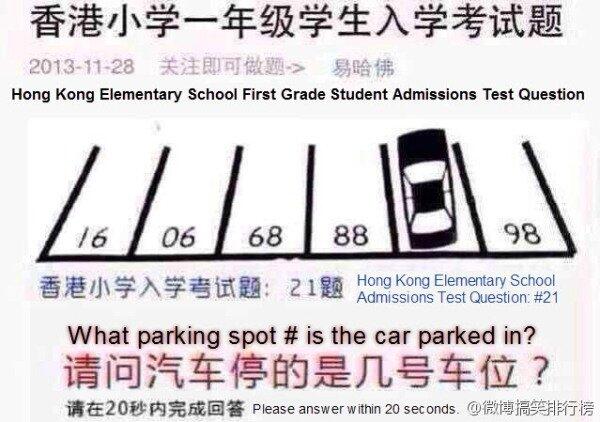 香港小学一年级学生入学考试题
2013-11-28 关注即可做题-> 易哈佛
Hong Kong Elementary School First Grade Student Admissions Test Question
16 06 68 88 98
香港小学入学考试题: 21题 Hong Kong Elementary School
Admissions Test Question: #21
What parking spot # is the car parked in?
请问汽车停的是几号车位？
请在20秒内完成回答 Please answer within 20 seconds. @微博搞笑排行榜